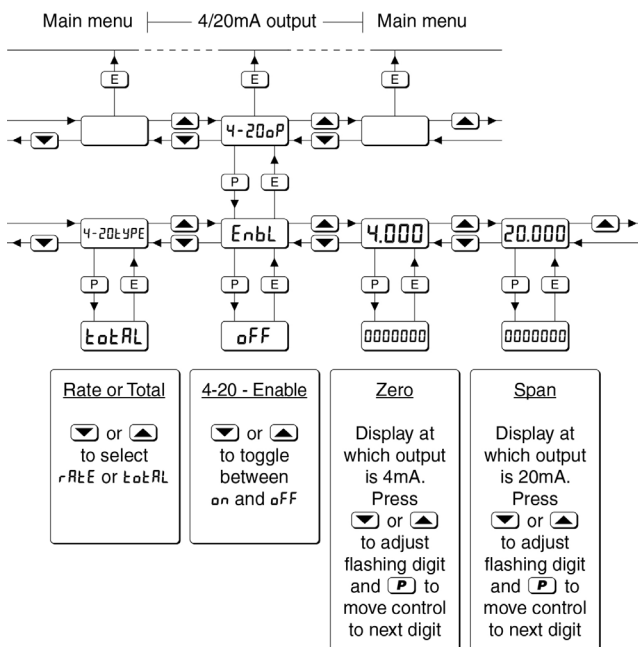 Main menu 4/20mA output Main menu
E E E
4-20oP
P E
4-20tYPE EnbL 4.000 20.000
P E P E P E P E
totAL oFF 0000000 0000000
Rate or Total
or
to select
rAtE or totAL
4-20 - Enable
or
to toggle
between
on and oFF
Zero
Display at
which output
is 4mA.
Press
or
to adjust
flashing digit
and P to
move control
to next digit
Span
Display at
which output
is 20mA.
Press
or
to adjust
flashing digit
and P to
move control
to next digit